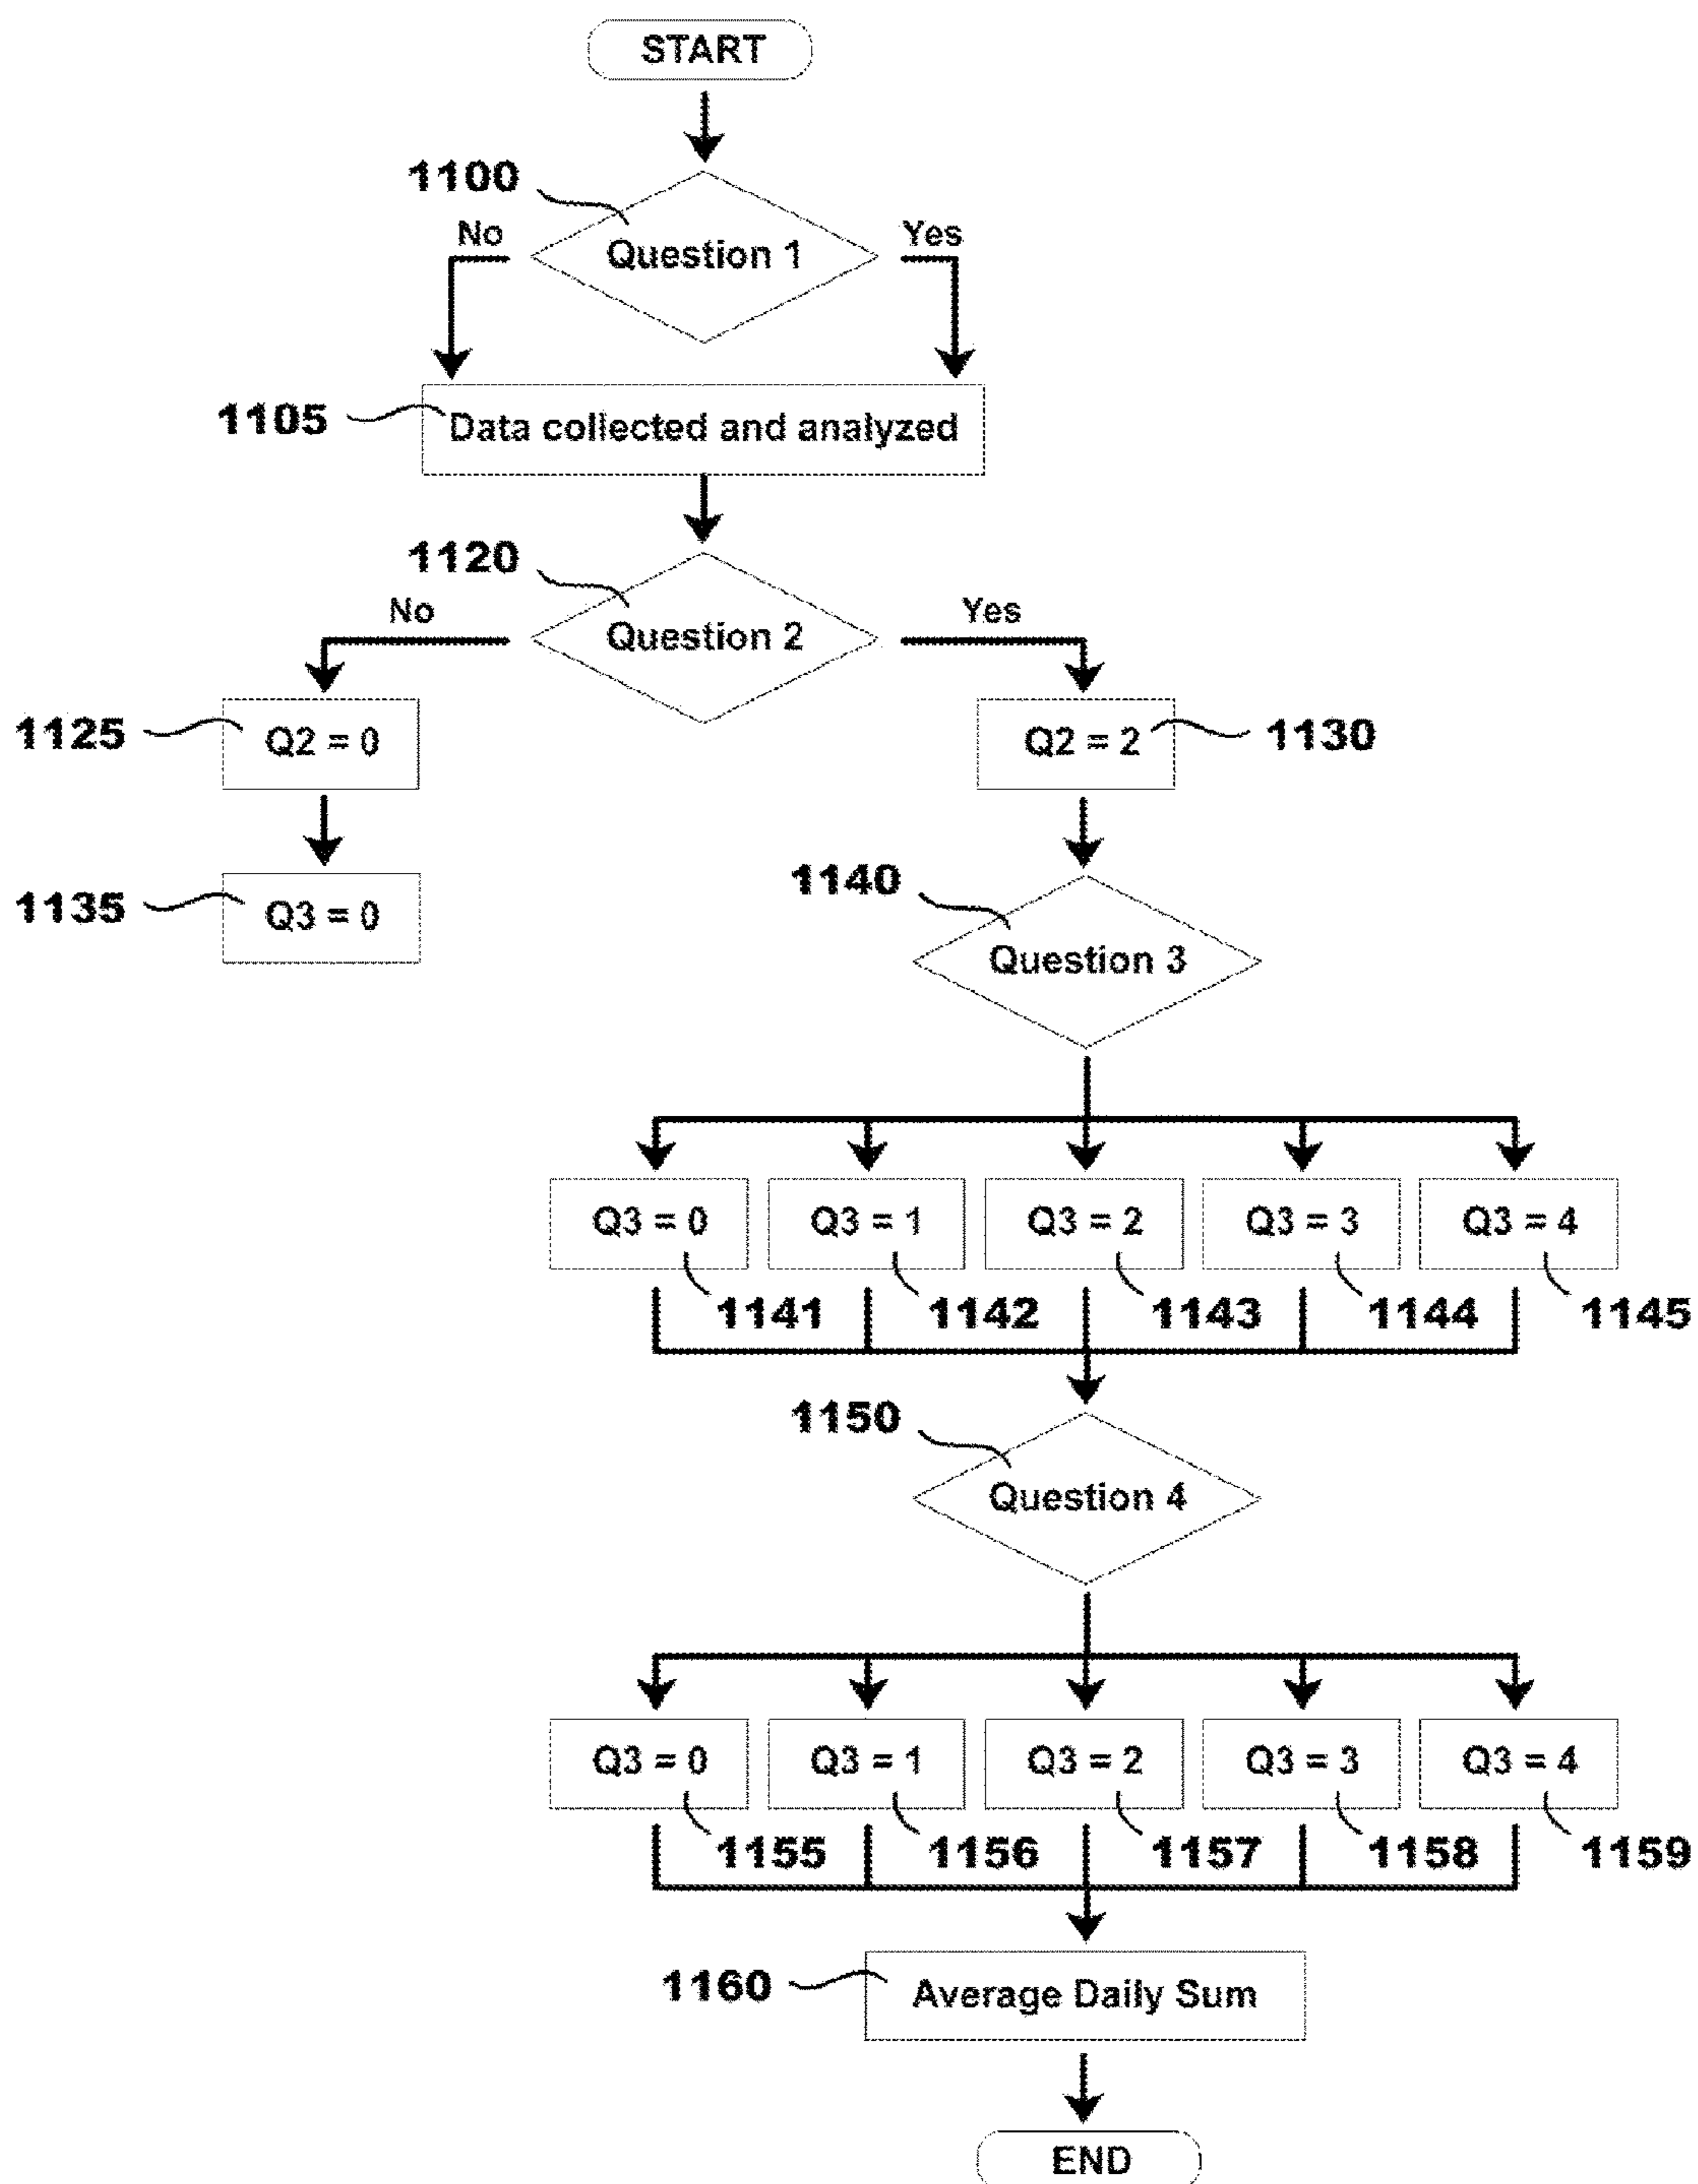 START
1100
No
Yes
Question 1
1105
Data collected and analyzed
1120
No
Yes
Question 2
1125
Q2 = 0
Q2 = 2
1130
1135
Q3 = 0
1140
Question 3
Q3 = 0
Q3 = 1
Q3 = 2
Q3 = 3
Q3 = 4
1141
1142
1143
1144
1145
1150
Question 4
Q3 = 0
Q3 = 1
Q3 = 2
Q3 = 3
Q3 = 4
1155
1156
1157
1158
1159
1160
Average Daily Sum
END